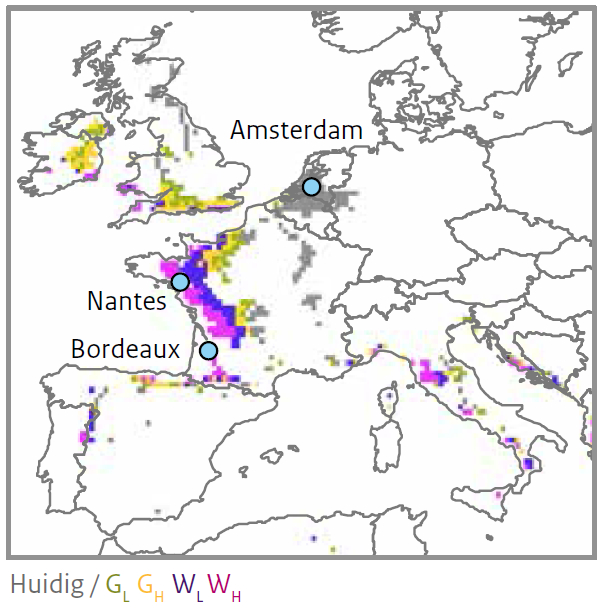 Amsterdam
Nantes
Bordeaux
Huidig / GL GH WL WH